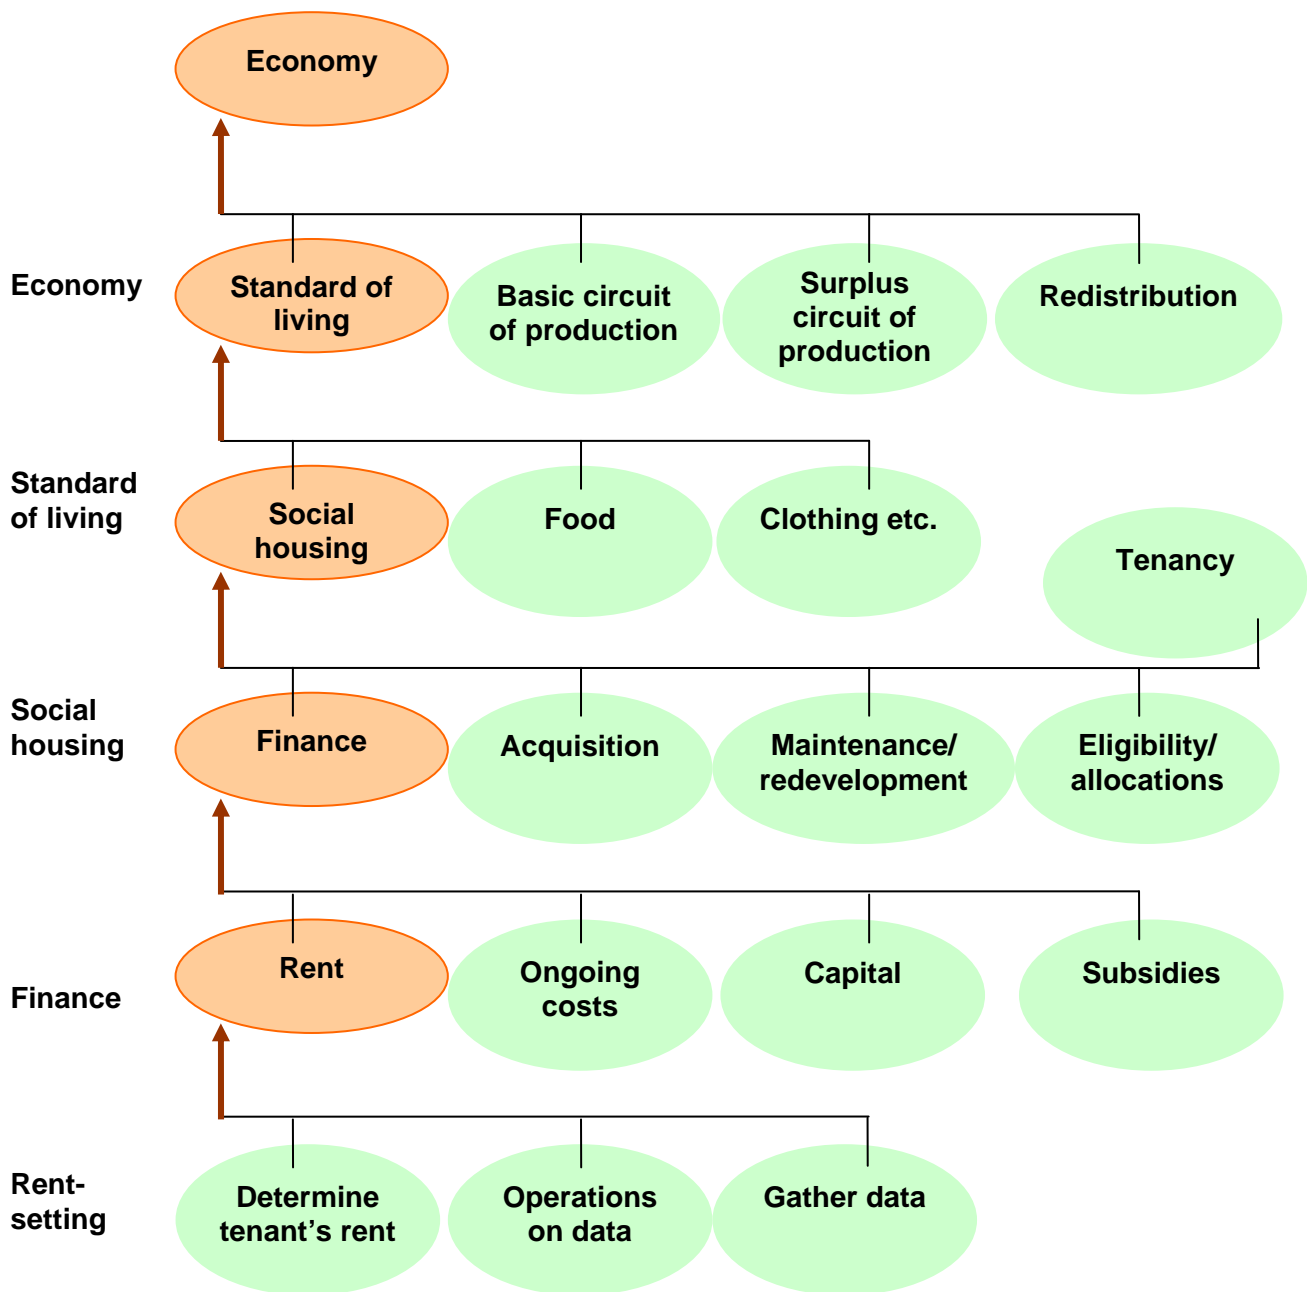 Economy
Economy
Standard of
living
Basic circuit
of production
Surplus
circuit of
production
Redistribution
Standard
of living
Social
housing
Food
Clothing etc.
Tenancy
Social
housing
Finance
Acquisition
Maintenance/
redevelopment
Eligibility/
allocations
Finance
Rent
Ongoing
costs
Capital
Subsidies
Rent-
setting
Determine
tenant’s rent
Operations
on data
Gather data